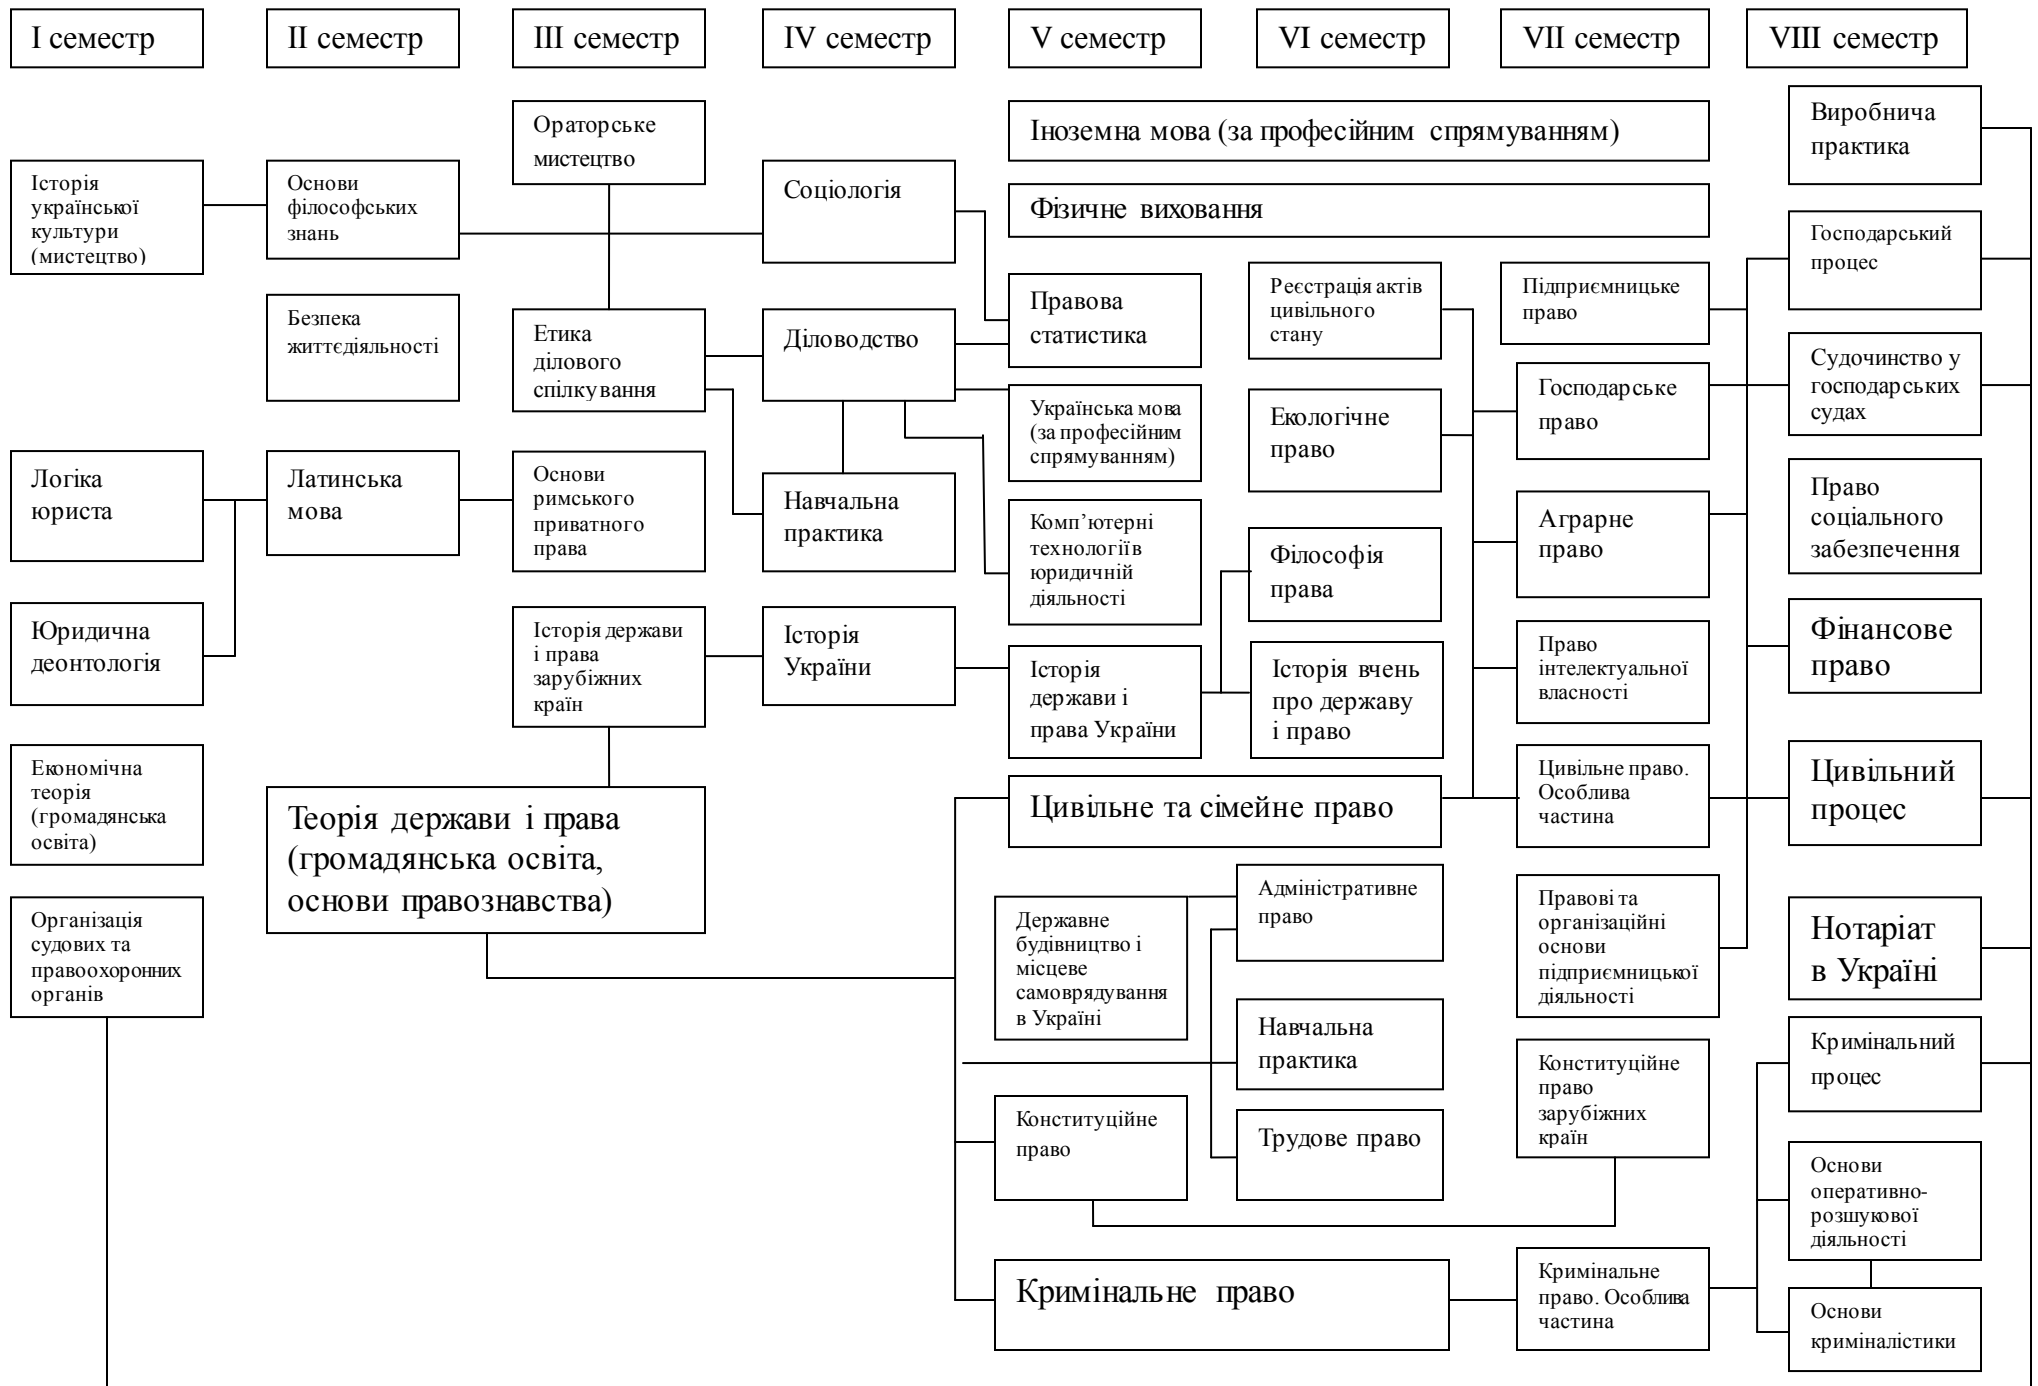 I семестр
II семестр
III семестр
IV семестр
V семестр
VI семестр
VII семестр
VIII семестр
Історія
української
культури
(мистецтво)
Логіка
юриста
Юридична
деонтологія
Економічна
теорія
(громадянська
освіта)
Організація
судових та
правоохоронних
органів
Основи
філософських
знань
Безпека
життєдіяльності
Латинська
мова
Теорія держави і права
(громадянська освіта,
основи правознавства)
Ораторське
мистецтво
Етика
ділового
спілкування
Основи
римського
приватного
права
Історія держави
і права
зарубіжних
країн
Соціологія
Діловодство
Навчальна
практика
Історія
України
Іноземна мова (за професійним спрямуванням)
Фізичне виховання
Правова
статистика
Українська мова
(за професійним
спрямуванням)
Комп’ютерні
технології в
юридичній
діяльності
Історія
держави і
права України
Цивільне та сімейне право
Державне
будівництво і
місцеве
самоврядування
в Україні
Конституційне
право
Кримінальне право
Реєстрація актів
цивільного
стану
Екологічне
право
Філософія
права
Історія вчень
про державу
і право
Адміністративне
право
Навчальна
практика
Трудове право
Підприємницьке
право
Господарське
право
Аграрне
право
Право
інтелектуальної
власності
Цивільне право.
Особлива
частина
Правові та
організаційні
основи
підприємницької
діяльності
Конституційне
право
зарубіжних
країн
Кримінальне
право. Особлива
частина
Виробнича
практика
Господарський
процес
Судочинство у
господарських
судах
Право
соціального
забезпечення
Фінансове
право
Цивільний
процес
Нотаріат
в Україні
Кримінальний
процес
Основи
оперативно-
розшукової
діяльності
Основи
криміналістики